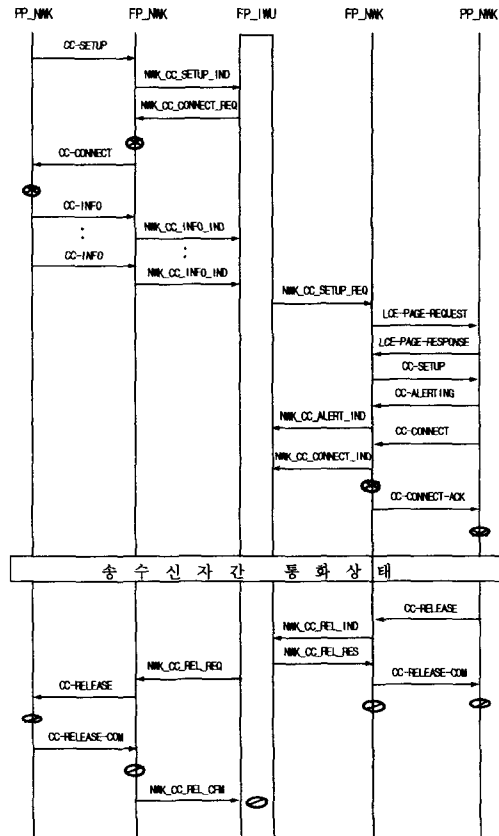 PP_NWK FP_NWK FP_IWU FP_NWK PP_NWK
CC-SETUP
NWK_CC_SETUP_IND
NWK_CC_CONNECT_REQ
CC-CONNECT
CC-INFO
NWK_CC_INFO_IND
CC-INFO
NWK_CC_INFO_IND
NWK_CC_SETUP_REQ
LCE-PAGE-REQUEST
LCE-PAGE-RESPONSE
CC-SETUP
CC-ALERTING
NWK_CC_ALERT_IND
CC-CONNECT
NWK_CC_CONNECT_IND
CC-CONNECT-ACK
송 수 신 자 간 통 화 상 태
CC-RELEASE
NWK_CC_REL_IND
NWK_CC_REL_RES
NWK_CC_REL_REQ
CC-RELEASE-COM
CC-RELEASE
CC-RELEASE-COM
NWK_CC_REL_CFM